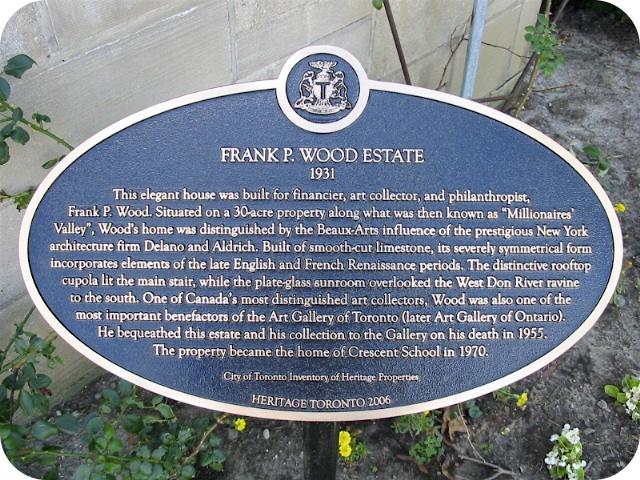 T
FRANK P. WOOD ESTATE
1931
This elegant house was built for financier, art collector, and philanthropist,
Frank P. Wood. Situated on a 30-acre property along what was then known as "Millionaires'
Valley", Wood's home was distinguished by the Beaux-Arts influence of the prestigious New York
architecture firm Delano and Aldrich. Built of smooth-cut limestone, its severely symmetrical form
incorporates elements of the late English and French Renaissance periods. The distinctive rooftop
cupola lit the main stair, while the plate-glass sunroom overlooked the West Don River ravine
to the south. One of Canada's most distinguished art collectors, Wood was also one of the
most important benefactors of the Art Gallery of Toronto (later Art Gallery of Ontario).
He bequeathed this estate and his collection to the Gallery on his death in 1955.
The property became the home of Crescent School in 1970.
City of Toronto Inventory of Heritage Properties
HERITAGE TORONTO 2006